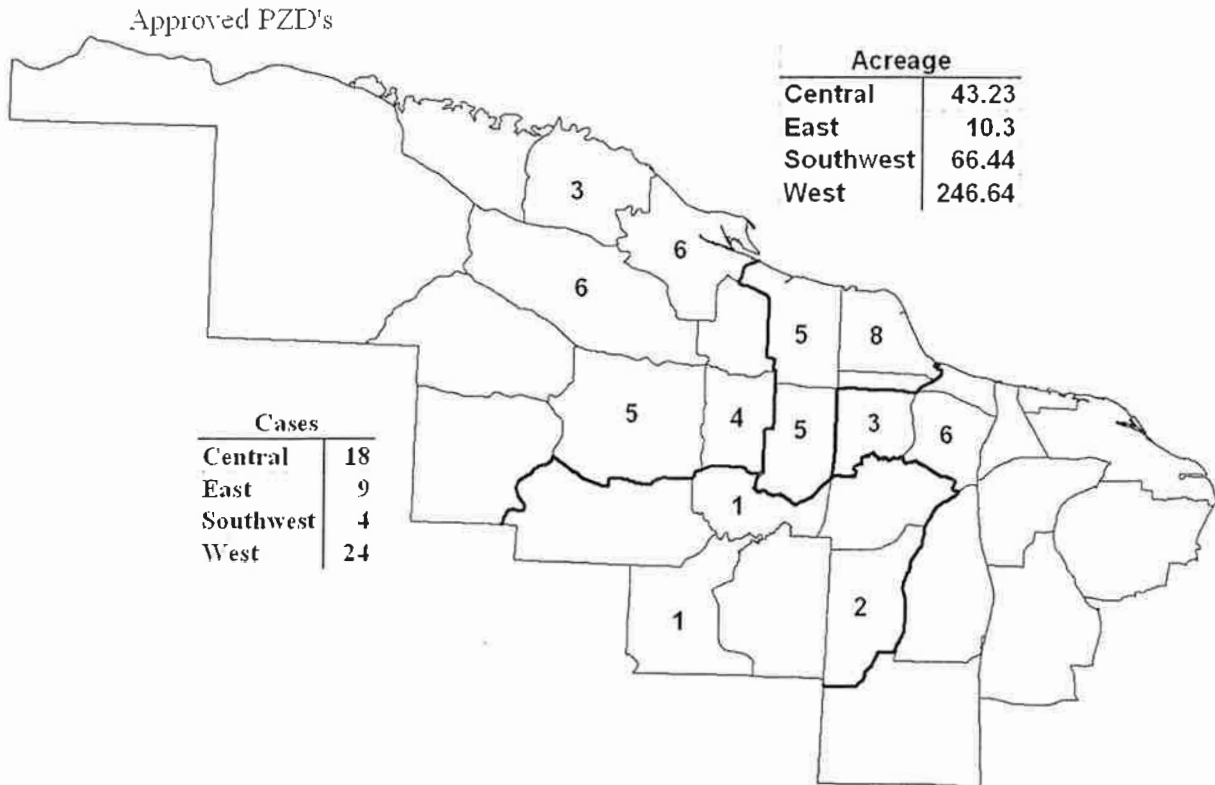 Approved PZD's
Acreage
Central 43.23
East 10.3
Southwest 66.44
West 246.64
3
6
6
5
8
5
4
5
3
6
Cases
Central 18
East 9
Southwest 4
West 24
1
1
2